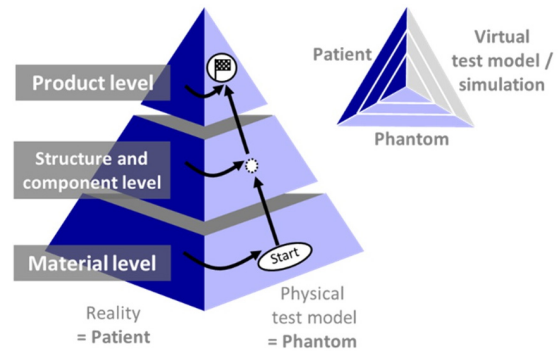 Product level
Structure and
component level
Material level
Start
Reality
= Patient
Physical
test model
= Phantom
Patient
Virtual
test model /
simulation
Phantom